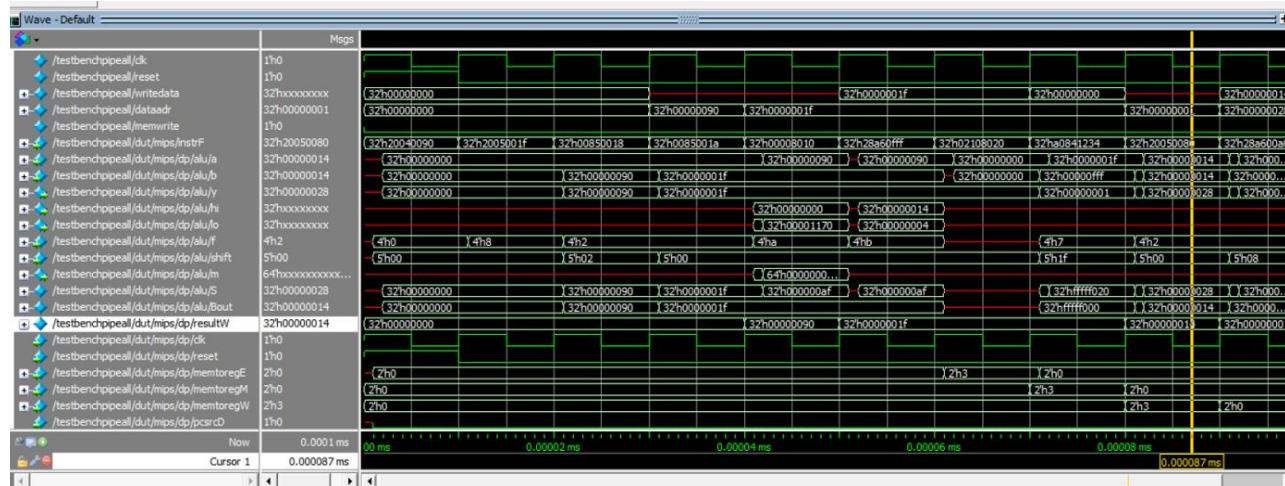 Wave - Default
Msgs
/testbenchpipeall/clk 1'h0
/testbenchpipeall/reset 1'h0
/testbenchpipeall/writedata 32'hxxxxxxxx 32'h00000000 32'h0000001f 32'h00000000
/testbenchpipeall/dataadr 32'h00000001 32'h00000000 32'h00000090 32'h0000001f
/testbenchpipeall/memwrite 1'h0
/testbenchpipeall/dut/mips/instrF 32'h20050080 32'h20040090 32'h2005001f 32'h00850018 32'h0085001a 32'h00008010 32'h28a60fff 32'h02108020 32'ha0841234
/testbenchpipeall/dut/mips/dp/alu/a 32'h00000014 32'h00000000 32'h00000090 32'h00000090 32'h00000000 32'h0000001f
/testbenchpipeall/dut/mips/dp/alu/b 32'h00000014 32'h00000000 32'h00000090 32'h0000001f 32'h00000000 32'h00000fff
/testbenchpipeall/dut/mips/dp/alu/y 32'h00000028 32'h00000000 32'h00000090 32'h0000001f 32'h00000001
/testbenchpipeall/dut/mips/dp/alu/hi 32'hxxxxxxxx 32'h00000000 32'h00000014
/testbenchpipeall/dut/mips/dp/alu/lo 32'hxxxxxxxx 32'h00001170 32'h00000004
/testbenchpipeall/dut/mips/dp/alu/f 4'h2 4'h0 4'h8 4'h2 4'ha 4'hb 4'h7 4'h2
/testbenchpipeall/dut/mips/dp/alu/shift 5'h00 5'h00 5'h02 5'h00 5'h1f 5'h00 5'h08
/testbenchpipeall/dut/mips/dp/alu/m 64'hxxxxxxxxxx... 64'h0000000...
/testbenchpipeall/dut/mips/dp/alu/S 32'h00000028 32'h00000000 32'h00000090 32'h0000001f 32'h000000af 32'h000000af 32'hfffff020
/testbenchpipeall/dut/mips/dp/alu/Bout 32'h00000014 32'h00000000 32'h00000090 32'h0000001f 32'hfffff000
/testbenchpipeall/dut/mips/dp/resultW 32'h00000014 32'h00000000 32'h00000090 32'h0000001f
/testbenchpipeall/dut/mips/dp/clk 1'h0
/testbenchpipeall/dut/mips/dp/reset 1'h0
/testbenchpipeall/dut/mips/dp/memtoregE 2'h0 2'h0 2'h3 2'h0
/testbenchpipeall/dut/mips/dp/memtoregM 2'h0 2'h0 2'h3 2'h0
/testbenchpipeall/dut/mips/dp/memtoregW 2'h3 2'h0 2'h3 2'h0
/testbenchpipeall/dut/mips/dp/pcsrcD 1'h0
Now 0.0001 ms 00 ms 0.00002 ms 0.00004 ms 0.00006 ms 0.00008 ms
Cursor 1 0.000087 ms 0.000087 ms